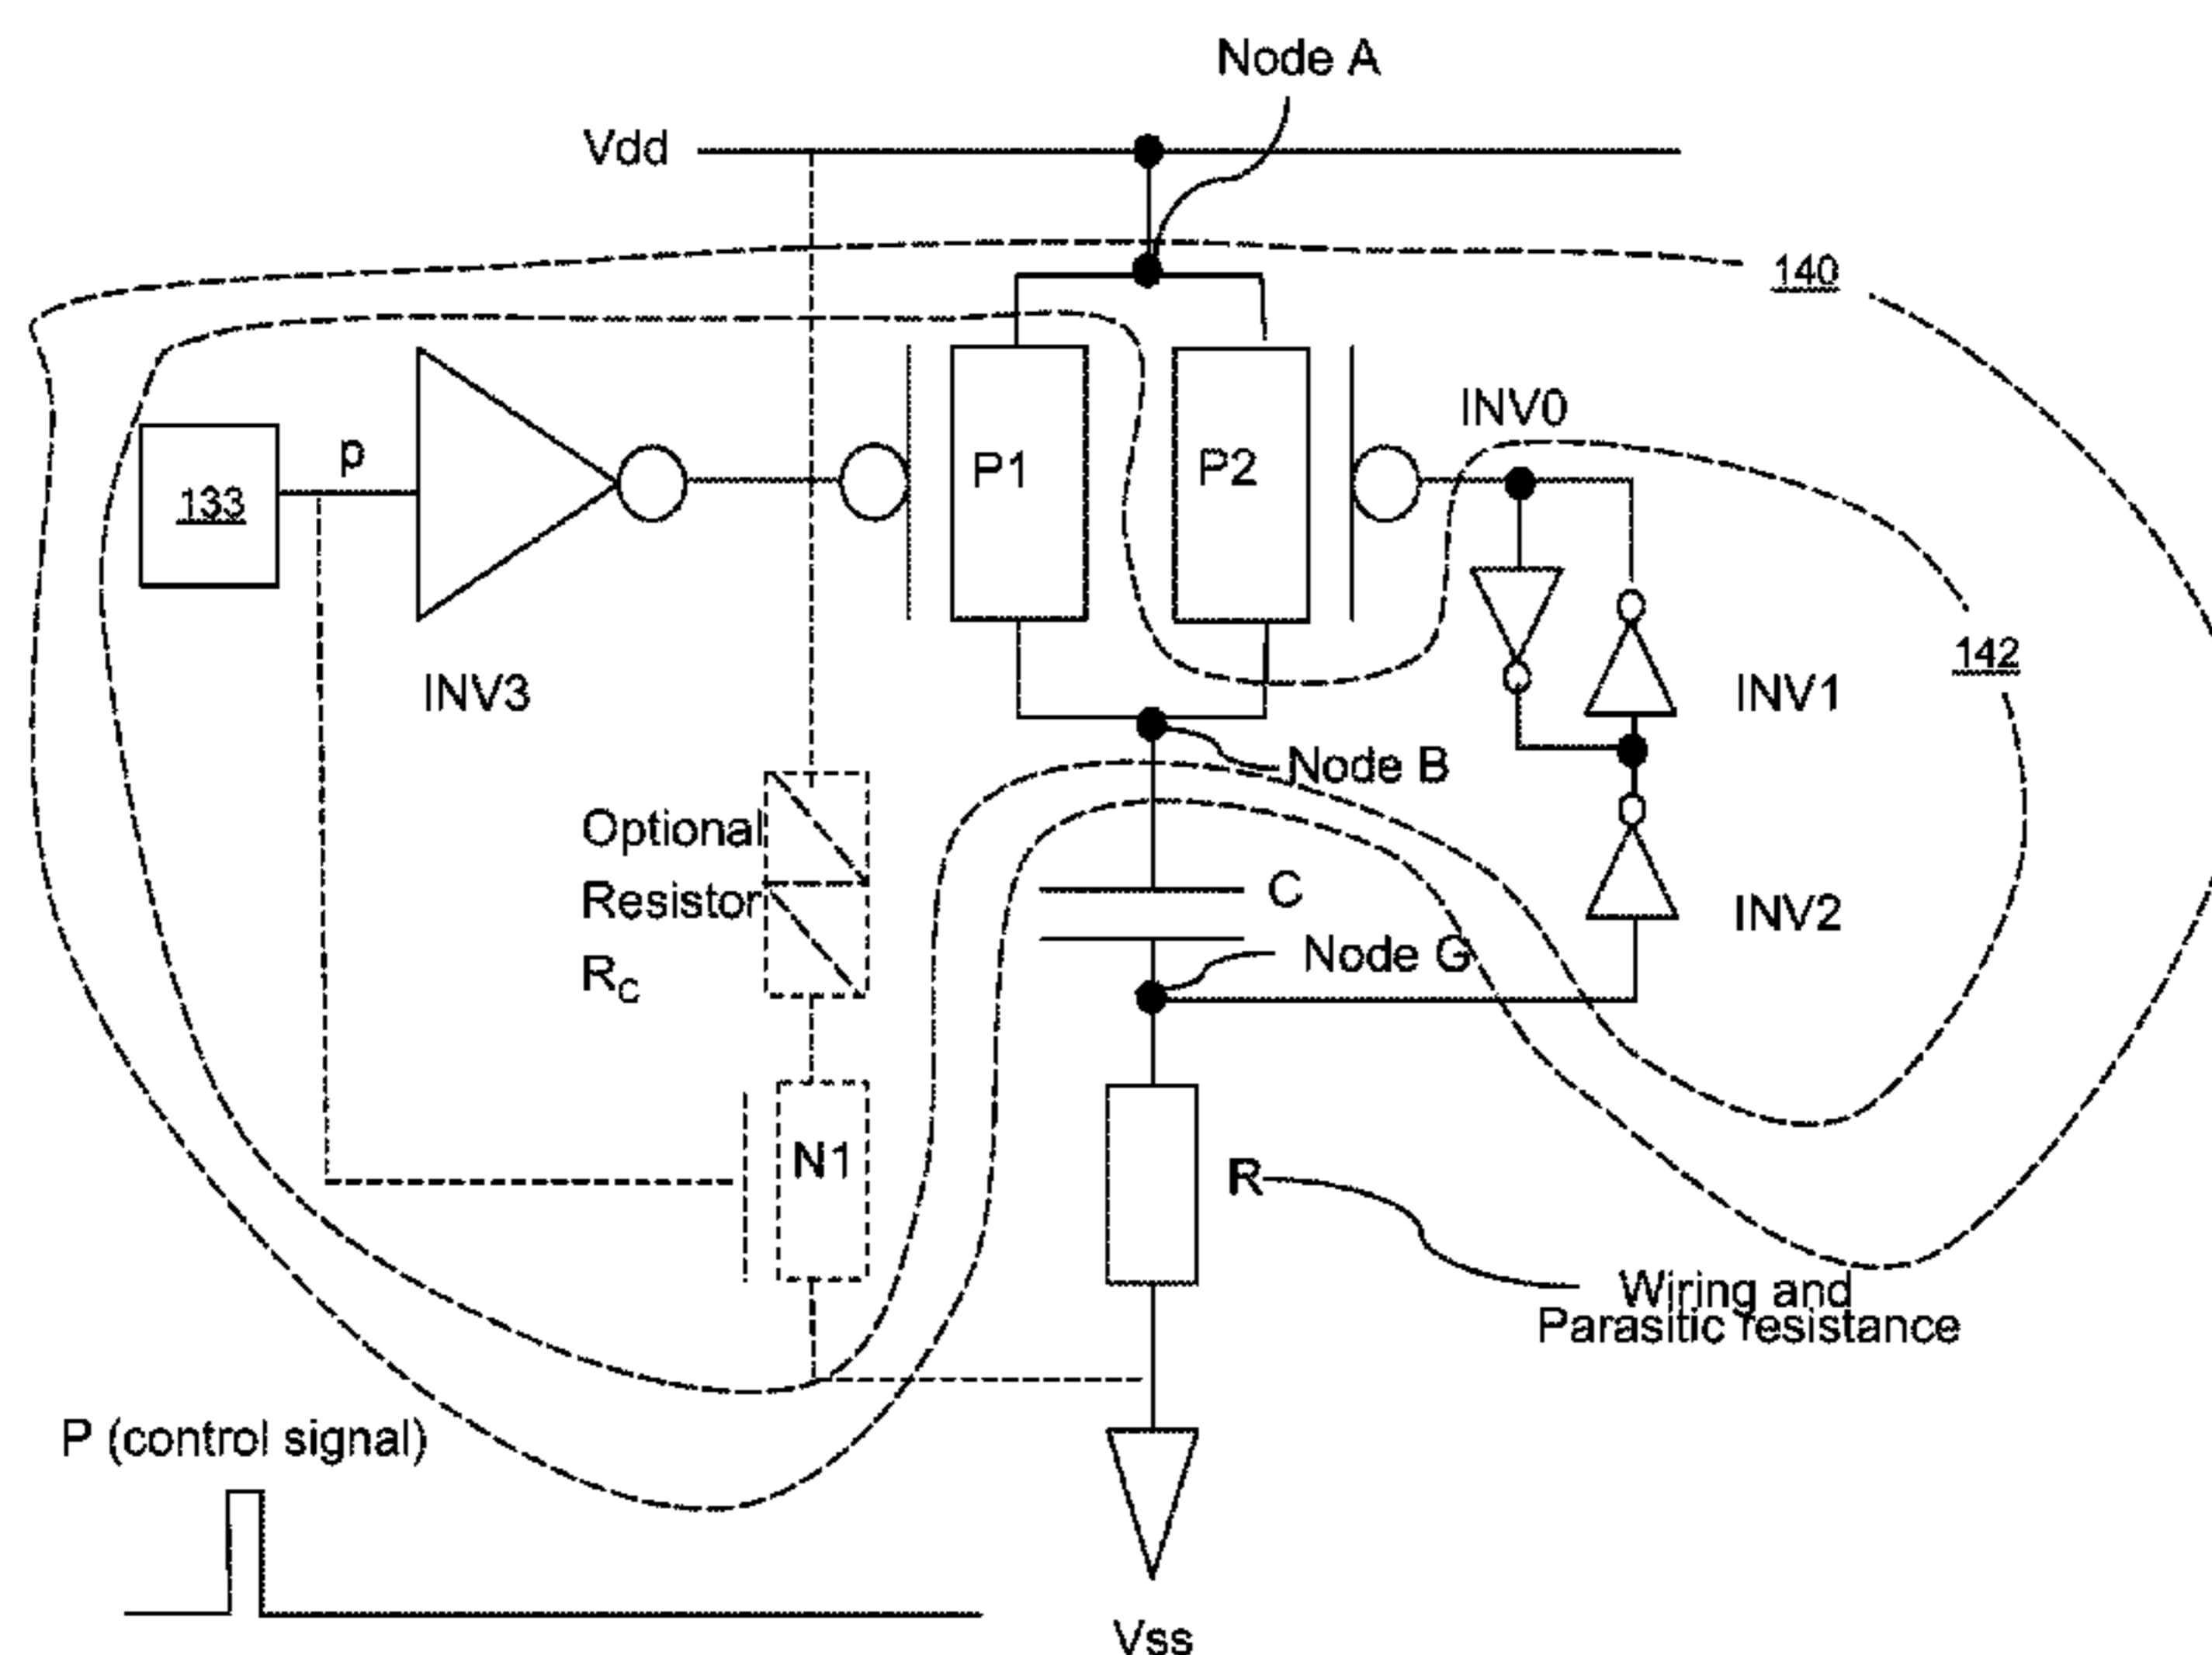 Node A
Vdd
140
INV0
p
P1
P2
133
142
INV3
INV1
Node B
Optional
Resistor
C
INV2
Node G
RC
N1
R
Wiring and
Parasitic resistance
P (control signal)
Vss